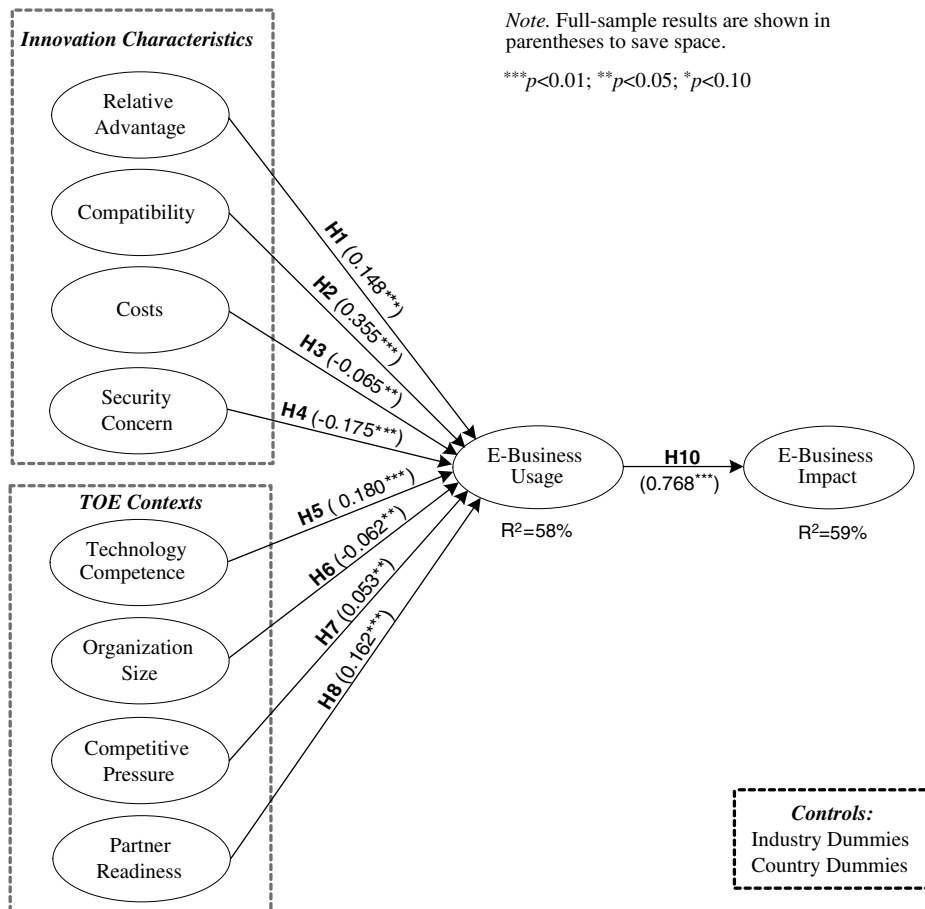 Innovation Characteristics
Relative
Advantage
Compatibility
Costs
Security
Concern
TOE Contexts
Technology
Competence
Organization
Size
Competitive
Pressure
Partner
Readiness
Note. Full-sample results are shown in
parentheses to save space.
***p<0.01; **p<0.05; *p<0.10
H1 (0.148***)
H2 (0.355***)
H3 (-0.065**)
H4 (-0.175***)
H5 ( 0.180***)
H6 (-0.062**)
H7 (0.053**)
H8 (0.162***)
E-Business
Usage
R²=58%
H10
(0.768***)
E-Business
Impact
R²=59%
Controls:
Industry Dummies
Country Dummies